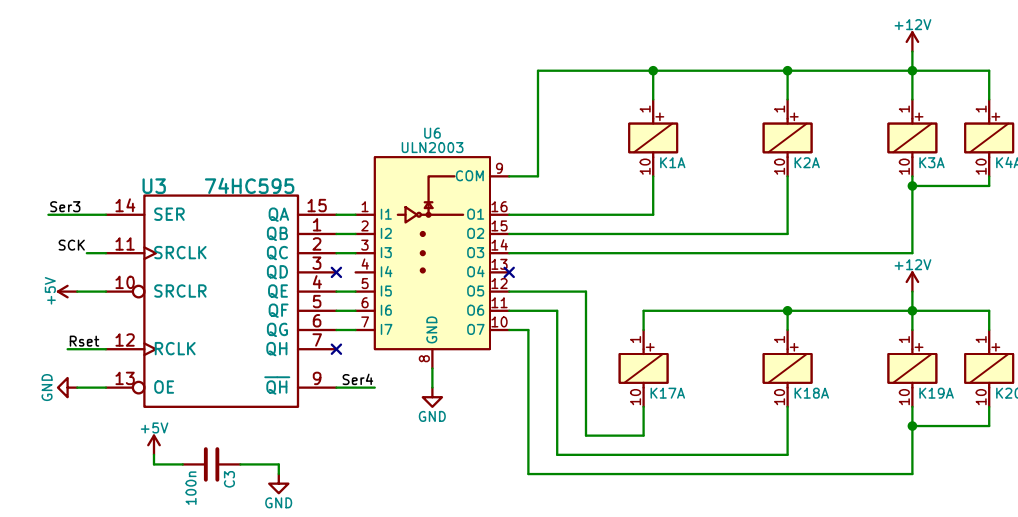 +12V
1
+
10
K1A
1
+
10
K2A
1
+
10
K3A
1
+
10
K4A
U6
ULN2003
COM
9
1
I1
O1
16
2
I2
O2
15
3
I3
O3
14
4
I4
O4
13
5
I5
O5
12
6
I6
O6
11
7
I7
O7
10
GND
8
GND
U3
74HC595
Ser3
14
SER
QA
15
QB
1
SCK
11
SRCLK
QC
2
QD
3
+5V
10
SRCLR
QE
4
QF
5
QG
6
Rset
12
RCLK
QH
7
GND
13
OE
QH
9
Ser4
+12V
1
+
10
K17A
1
+
10
K18A
1
+
10
K19A
1
+
10
+5V
100n
C3
GND